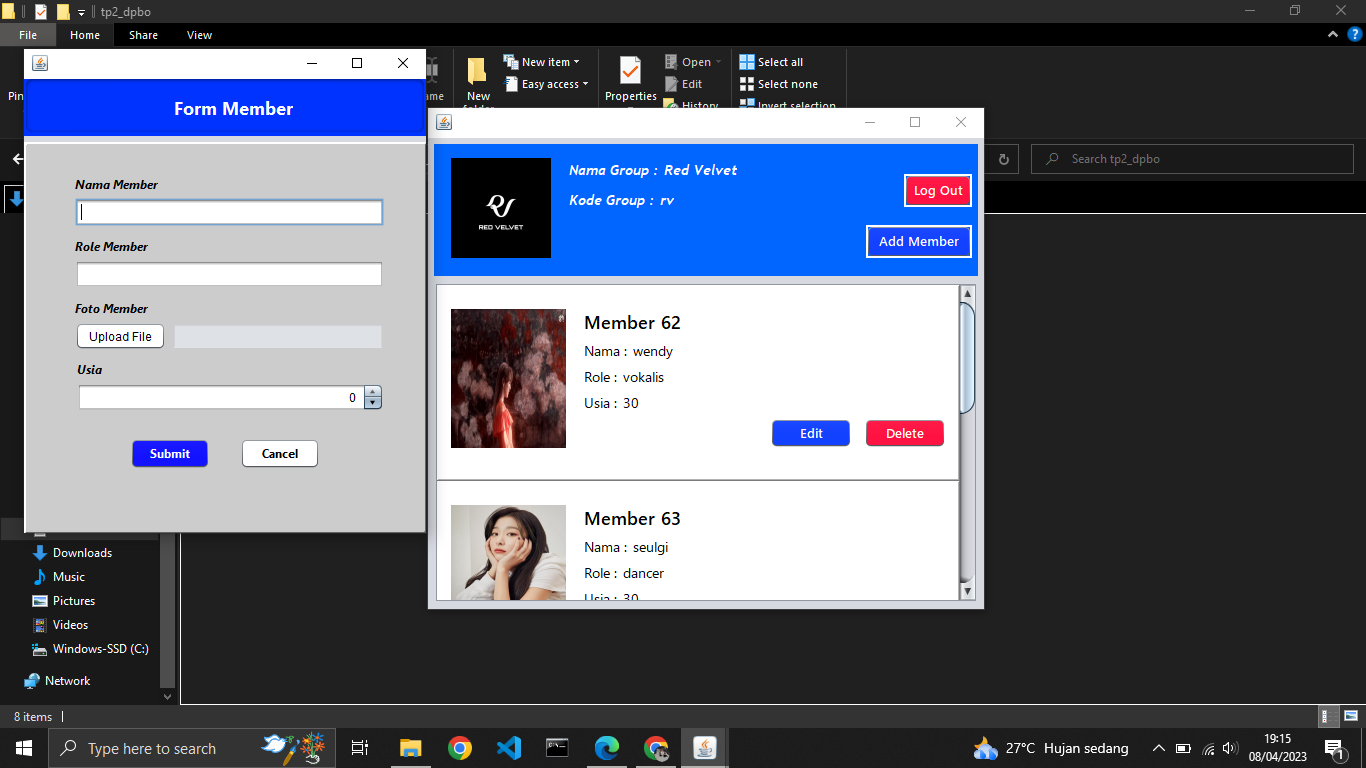 tp2_dpbo
File Home Share View
New item
Open
Select all
Easy access
Edit
Select none
New
Properties
History
Invert selection
Search tp2_dpbo
Form Member
Nama Member
Role Member
Foto Member
Upload File
Usia
0
Submit Cancel
Nama Group : Red Velvet
Kode Group : rv
RED VELVET
Log Out
Add Member
Member 62
Nama : wendy
Role : vokalis
Usia : 30
Edit Delete
Member 63
Nama : seulgi
Role : dancer
Usia : 30
Downloads
Music
Pictures
Videos
Windows-SSD (C:)
Network
8 items
Type here to search
27°C Hujan sedang
19:15
08/04/2023
1